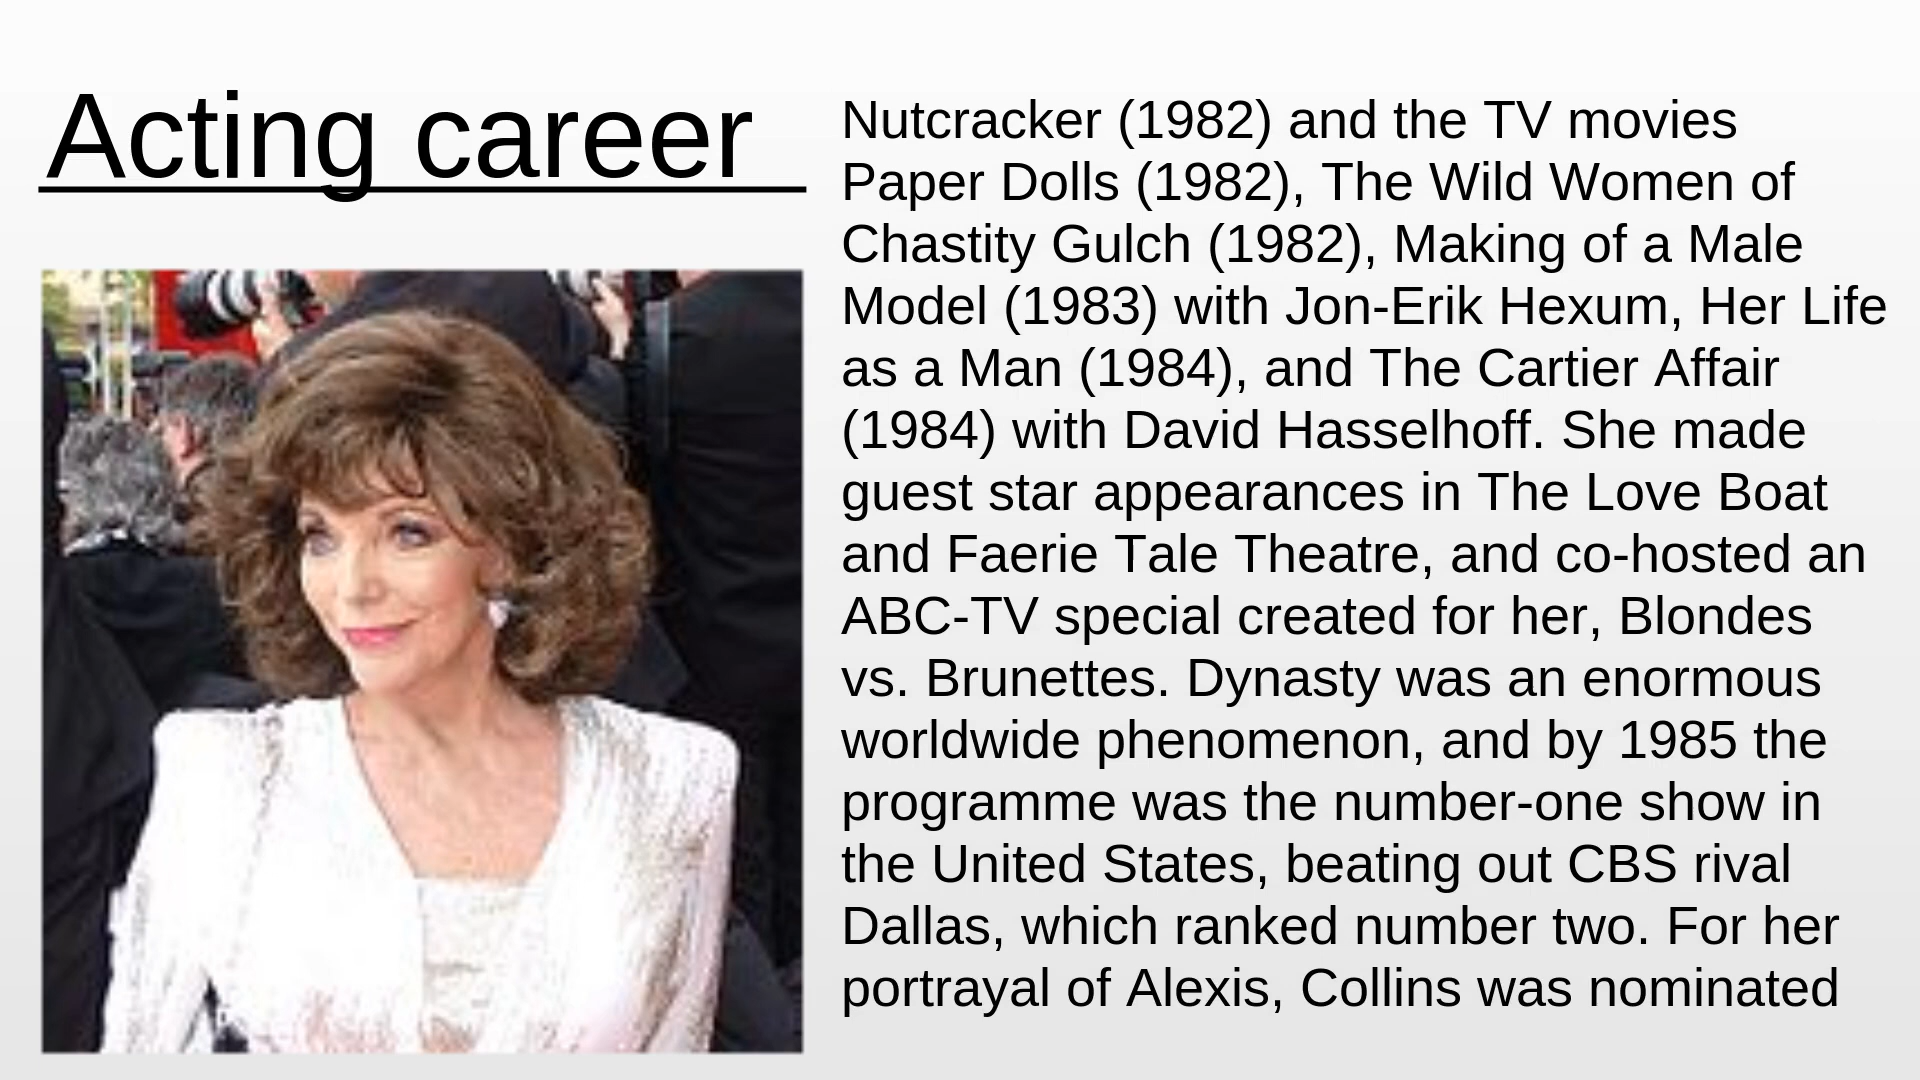 Acting career
Nutcracker (1982) and the TV movies
Paper Dolls (1982), The Wild Women of
Chastity Gulch (1982), Making of a Male
Model (1983) with Jon-Erik Hexum, Her Life
as a Man (1984), and The Cartier Affair
(1984) with David Hasselhoff. She made
guest star appearances in The Love Boat
and Faerie Tale Theatre, and co-hosted an
ABC-TV special created for her, Blondes
vs. Brunettes. Dynasty was an enormous
worldwide phenomenon, and by 1985 the
programme was the number-one show in
the United States, beating out CBS rival
Dallas, which ranked number two. For her
portrayal of Alexis, Collins was nominated